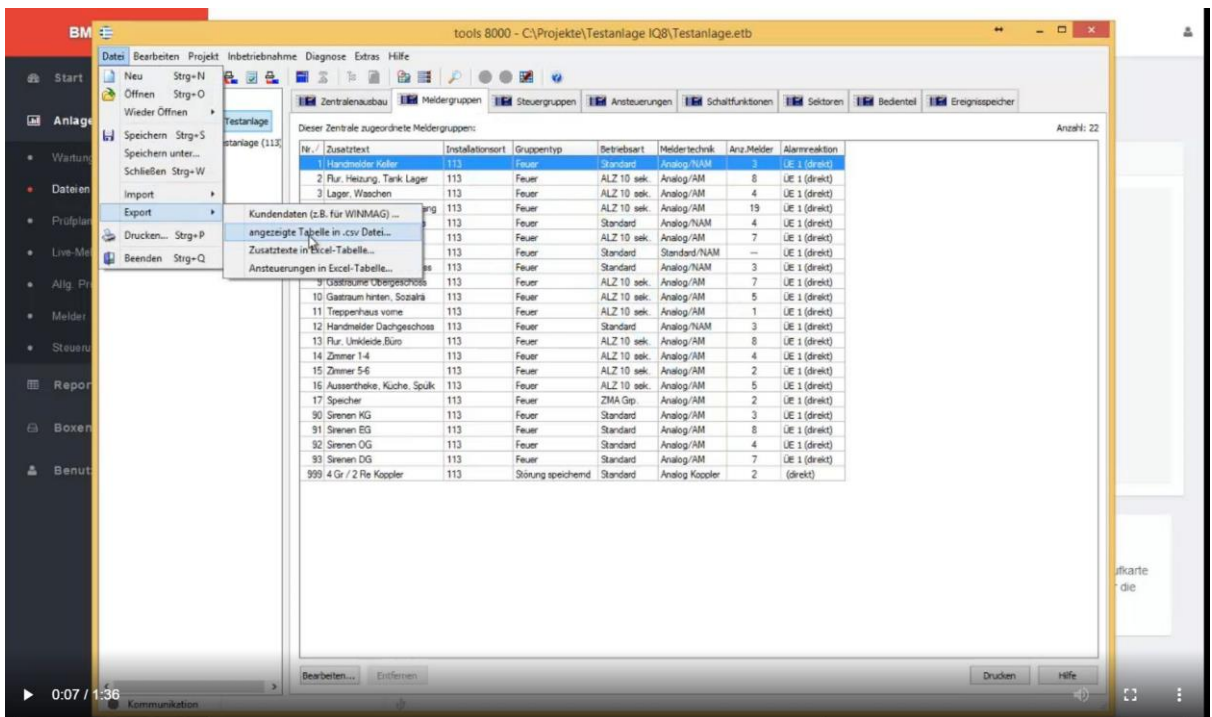 BM
tools 8000 - C:\Projekte\Testanlage IQ8\Testanlage.etb
Datei Bearbeiten Projekt Inbetriebnahme Diagnose Extras Hilfe
Start
Anlage
Wartung
Dateien
Prüfplan
Live-Mel
Allg. Pr
Melder
Steueru
Repor
Boxen
Benut
Neu Strg+N
Öffnen Strg+O
Wieder Öffnen
Speichern Strg+S
Speichern unter...
Schließen Strg+W
Import
Export
Drucken... Strg+P
Beenden Strg+Q
Testanlage
stanlage (113)
Kundendaten (z.B. für WINMAG) ...
angezeigte Tabelle in .csv Datei...
Zusatztexte in Excel-Tabelle...
Ansteuerungen in Excel-Tabelle...
Zentralenausbau Meldergruppen Steuergruppen Ansteuerungen Schaltfunktionen Sektoren Bedienteil Ereignisspeicher
Dieser Zentrale zugeordnete Meldergruppen: Anzahl: 22
Nr. Zusatztext Installationsort Gruppentyp Betriebsart Meldertechnik Anz.Melder Alarmreaktion
1 Handmelder Keller 113 Feuer Standard Analog/NAM 3 ÜE 1 (direkt)
2 Flur, Heizung, Tank Lager 113 Feuer ALZ 10 sek. Analog/AM 8 ÜE 1 (direkt)
3 Lager, Waschen 113 Feuer ALZ 10 sek. Analog/AM 4 ÜE 1 (direkt)
ang 113 Feuer ALZ 10 sek. Analog/AM 19 ÜE 1 (direkt)
113 Feuer Standard Analog/NAM 4 ÜE 1 (direkt)
113 Feuer ALZ 10 sek. Analog/AM 7 ÜE 1 (direkt)
113 Feuer Standard Standard/NAM --- ÜE 1 (direkt)
ss 113 Feuer Standard Analog/NAM 3 ÜE 1 (direkt)
9 Gasträume Obergeschoss 113 Feuer ALZ 10 sek. Analog/AM 7 ÜE 1 (direkt)
10 Gastraum hinten, Sozialrä 113 Feuer ALZ 10 sek. Analog/AM 5 ÜE 1 (direkt)
11 Treppenhaus vorne 113 Feuer ALZ 10 sek. Analog/AM 1 ÜE 1 (direkt)
12 Handmelder Dachgeschoss 113 Feuer Standard Analog/NAM 3 ÜE 1 (direkt)
13 Flur, Umkleide,Büro 113 Feuer ALZ 10 sek. Analog/AM 8 ÜE 1 (direkt)
14 Zimmer 1-4 113 Feuer ALZ 10 sek. Analog/AM 4 ÜE 1 (direkt)
15 Zimmer 5-6 113 Feuer ALZ 10 sek. Analog/AM 2 ÜE 1 (direkt)
16 Aussentheke, Küche, Spülk 113 Feuer ALZ 10 sek. Analog/AM 5 ÜE 1 (direkt)
17 Speicher 113 Feuer ZMA Grp. Analog/AM 2 ÜE 1 (direkt)
90 Sirenen KG 113 Feuer Standard Analog/AM 3 ÜE 1 (direkt)
91 Sirenen EG 113 Feuer Standard Analog/AM 8 ÜE 1 (direkt)
92 Sirenen OG 113 Feuer Standard Analog/AM 4 ÜE 1 (direkt)
93 Sirenen DG 113 Feuer Standard Analog/AM 7 ÜE 1 (direkt)
999 4 Gr / 2 Re Koppler 113 Störung speichernd Standard Analog Koppler 2 (direkt)
ufkarte
die
Bearbeiten... Entfernen Drucken Hilfe
0:07 / 1:36
Kommunikation